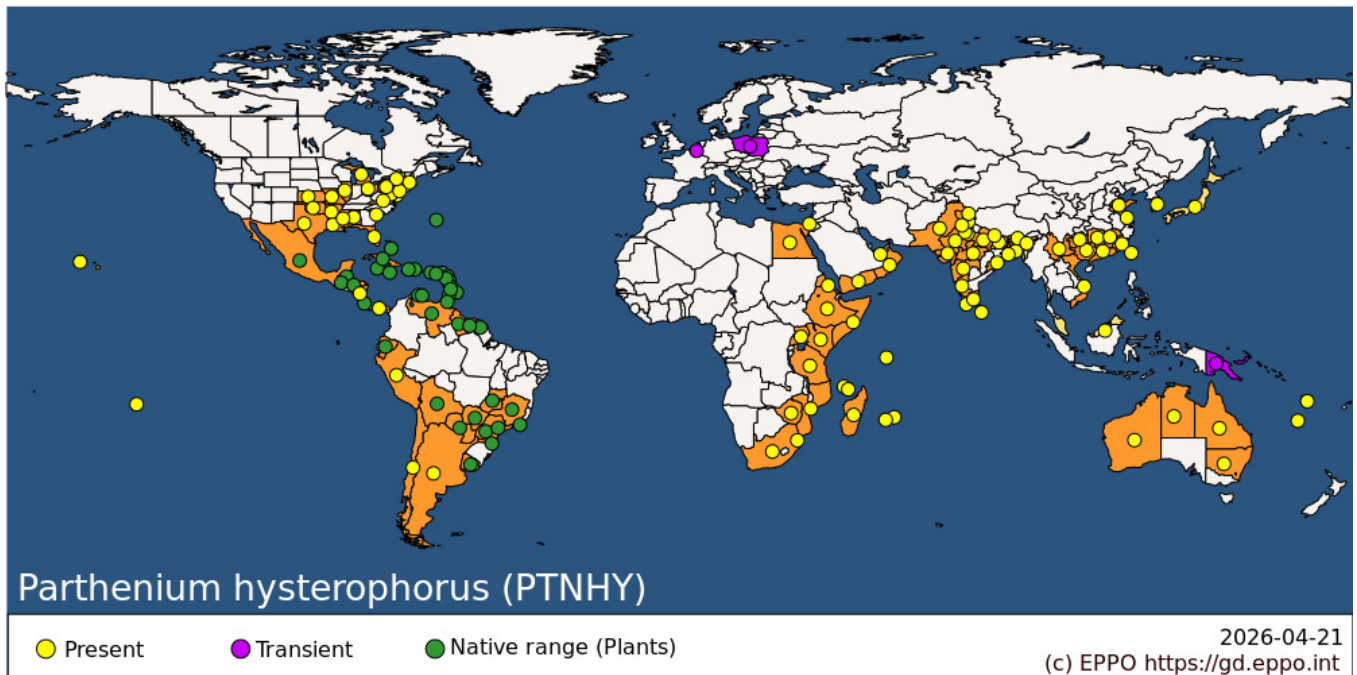 Parthenium hysterophorus (PTNHY)
Present
Transient
Native range (Plants)
2026-04-21
(c) EPPO https://gd.eppo.int